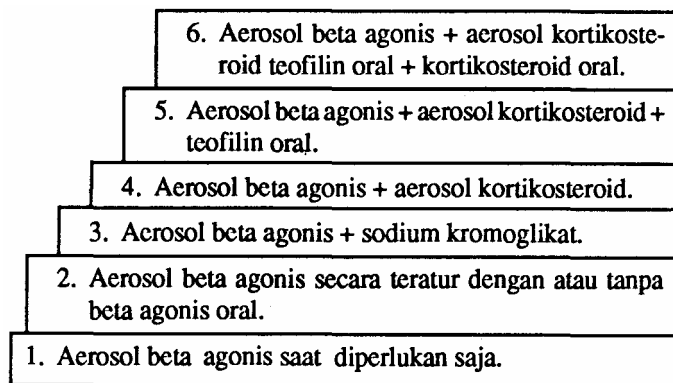 6. Aerosol beta agonis + aerosol kortikoste-
roid teofilin oral + kortikosteroid oral.
5. Aerosol beta agonis + aerosol kortikosteroid +
teofilin oral.
4. Aerosol beta agonis + aerosol kortikosteroid.
3. Aerosol beta agonis + sodium kromoglikat.
2. Aerosol beta agonis secara teratur dengan atau tanpa
beta agonis oral.
1. Aerosol beta agonis saat diperlukan saja.